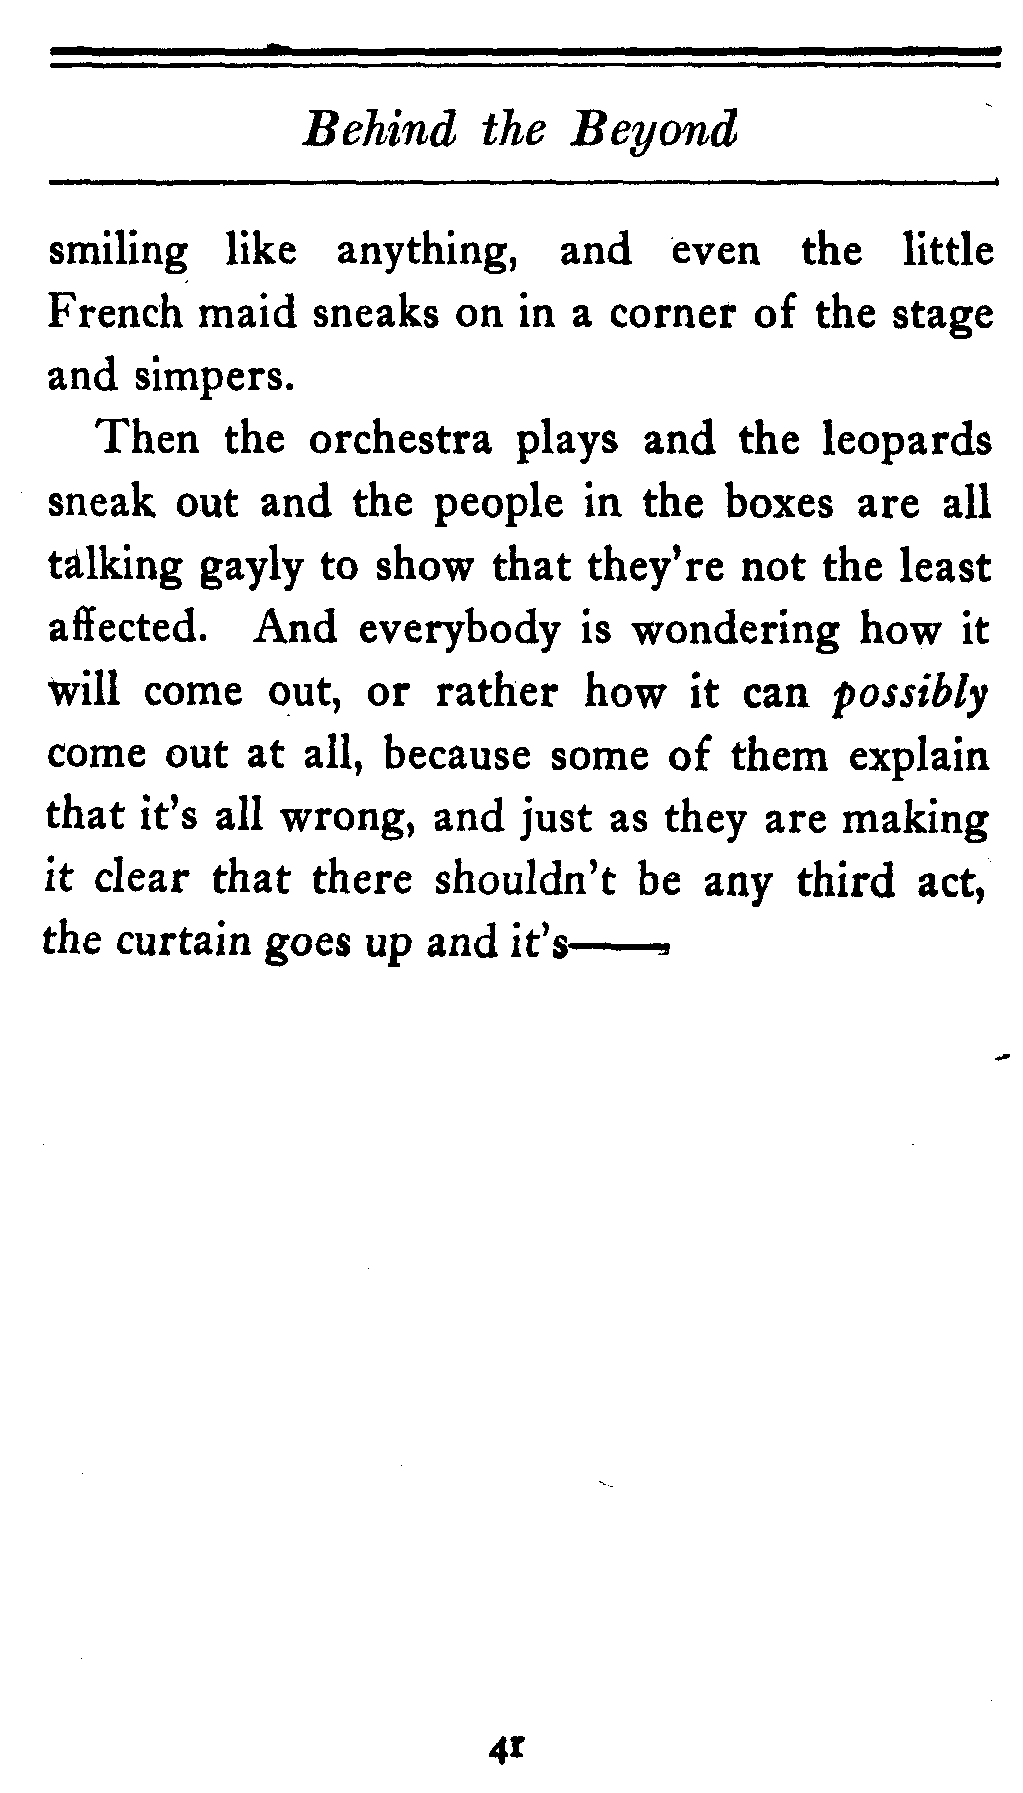 Behind the Beyond
smiling like anything, and even the little
French maid sneaks on in a corner of the stage
and simpers.
Then the orchestra plays and the leopards
sneak out and the people in the boxes are all
talking gayly to show that they're not the least
affected. And everybody is wondering how it
will come out, or rather how it can possibly
come out at all, because some of them explain
that it's all wrong, and just as they are making
it clear that there shouldn't be any third act,
the curtain goes up and it's——
41